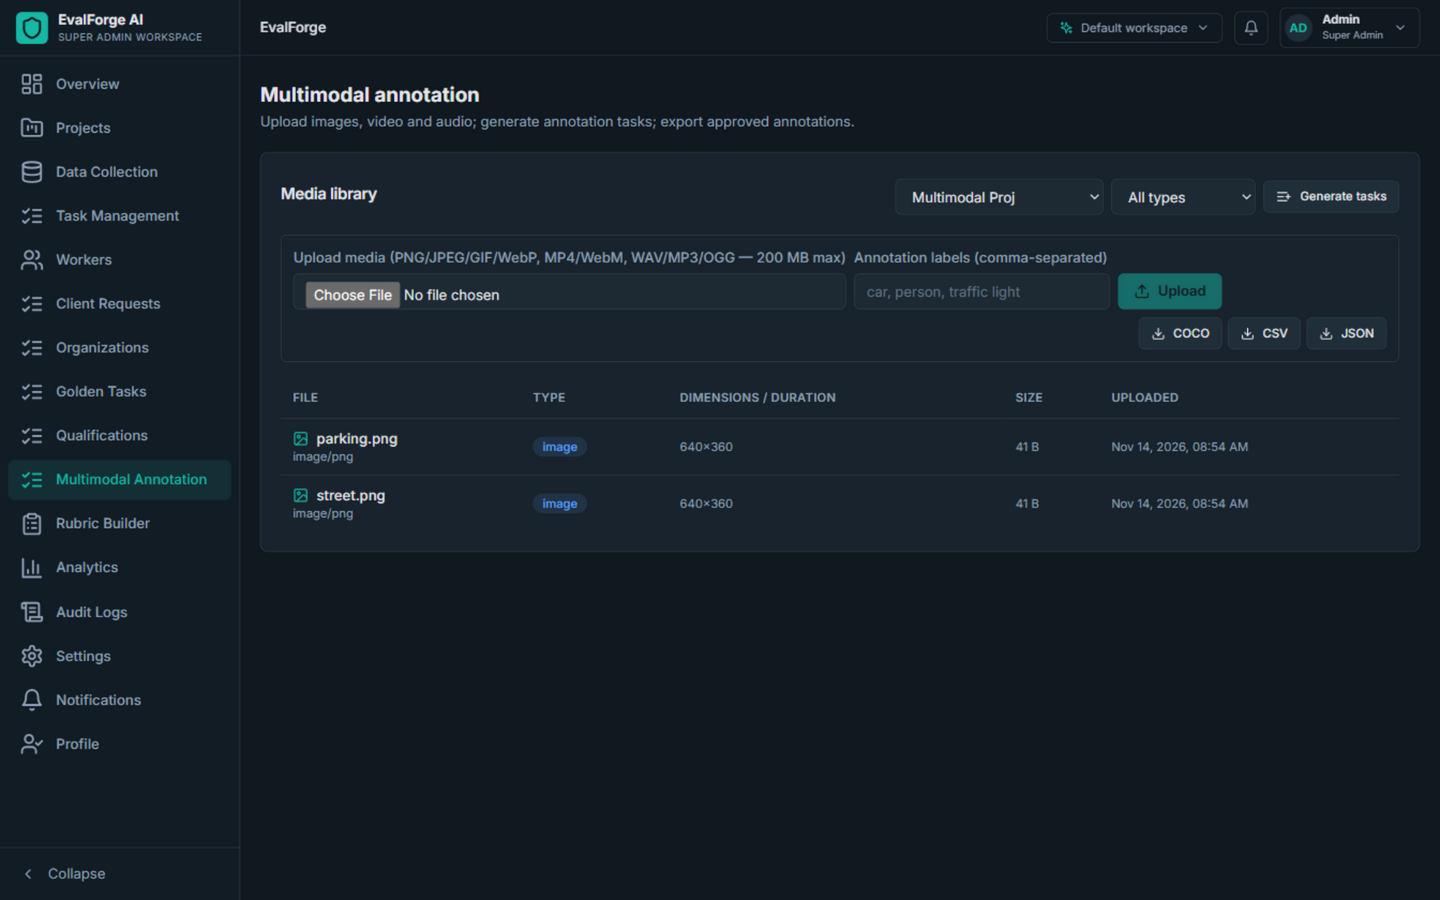 EvalForge AI
SUPER ADMIN WORKSPACE
Overview
Projects
Data Collection
Task Management
Workers
Client Requests
Organizations
Golden Tasks
Qualifications
Multimodal Annotation
Rubric Builder
Analytics
Audit Logs
Settings
Notifications
Profile
Collapse
EvalForge
Default workspace
AD
Admin
Super Admin
Multimodal annotation
Upload images, video and audio; generate annotation tasks; export approved annotations.
Media library
Multimodal Proj
All types
Generate tasks
Upload media (PNG/JPEG/GIF/WebP, MP4/WebM, WAV/MP3/OGG — 200 MB max)
Annotation labels (comma-separated)
Choose File No file chosen
car, person, traffic light
Upload
COCO
CSV
JSON
FILE TYPE DIMENSIONS / DURATION SIZE UPLOADED
parking.png
image/png
image 640×360 41 B Nov 14, 2026, 08:54 AM
street.png
image/png
image 640×360 41 B Nov 14, 2026, 08:54 AM